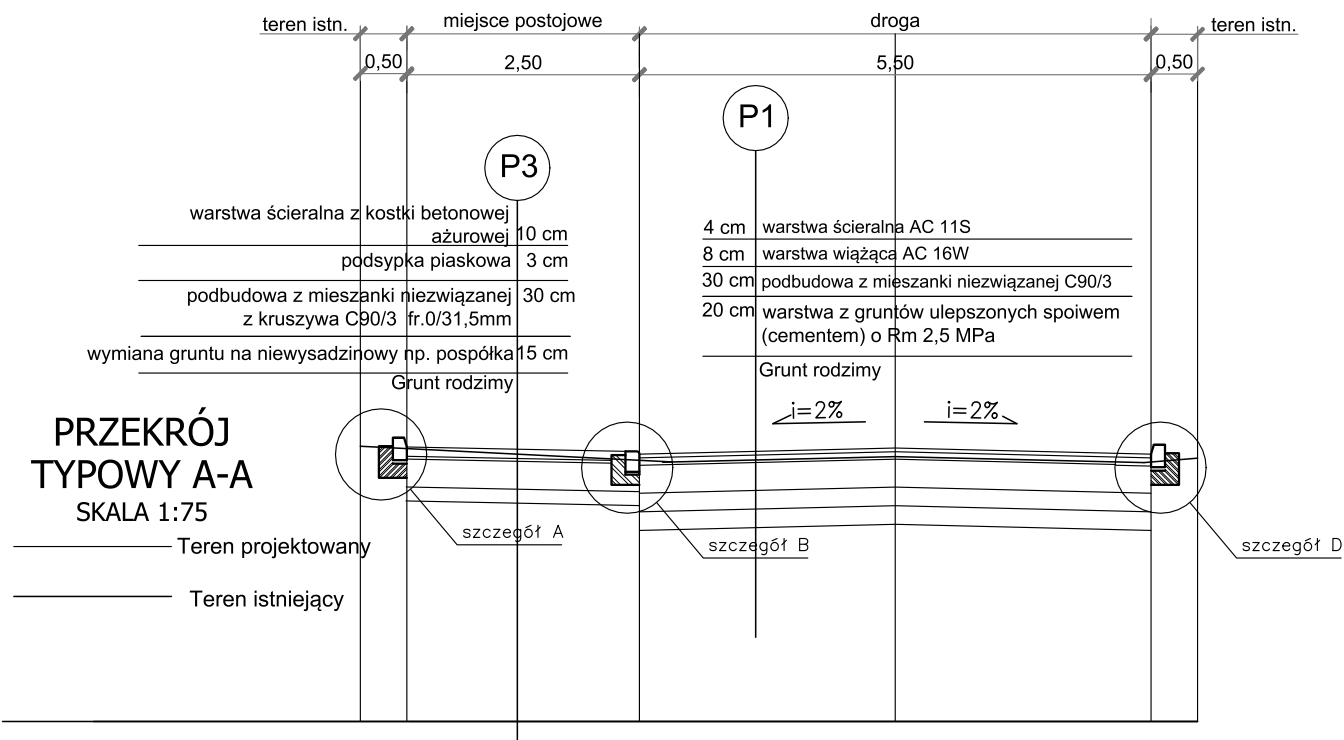 teren istn.
miejsce postojowe
droga
teren istn.
0,50
2,50
5,50
0,50
P3
P1
warstwa ścieralna z kostki betonowej
ażurowej 10 cm
podsypka piaskowa 3 cm
podbudowa z mieszanki niezwiązanej 30 cm
z kruszywa C90/3 fr.0/31,5mm
wymiana gruntu na niewysadzinowy np. pospółka 15 cm
Grunt rodzimy
4 cm warstwa ścieralna AC 11S
8 cm warstwa wiążąca AC 16W
30 cm podbudowa z mieszanki niezwiązanej C90/3
20 cm warstwa z gruntów ulepszonych spoiwem
(cementem) o Rm 2,5 MPa
Grunt rodzimy
i=2%
i=2%
PRZEKRÓJ
TYPOWY A-A
SKALA 1:75
Teren projektowany
Teren istniejący
szczegół A
szczegół B
szczegół D